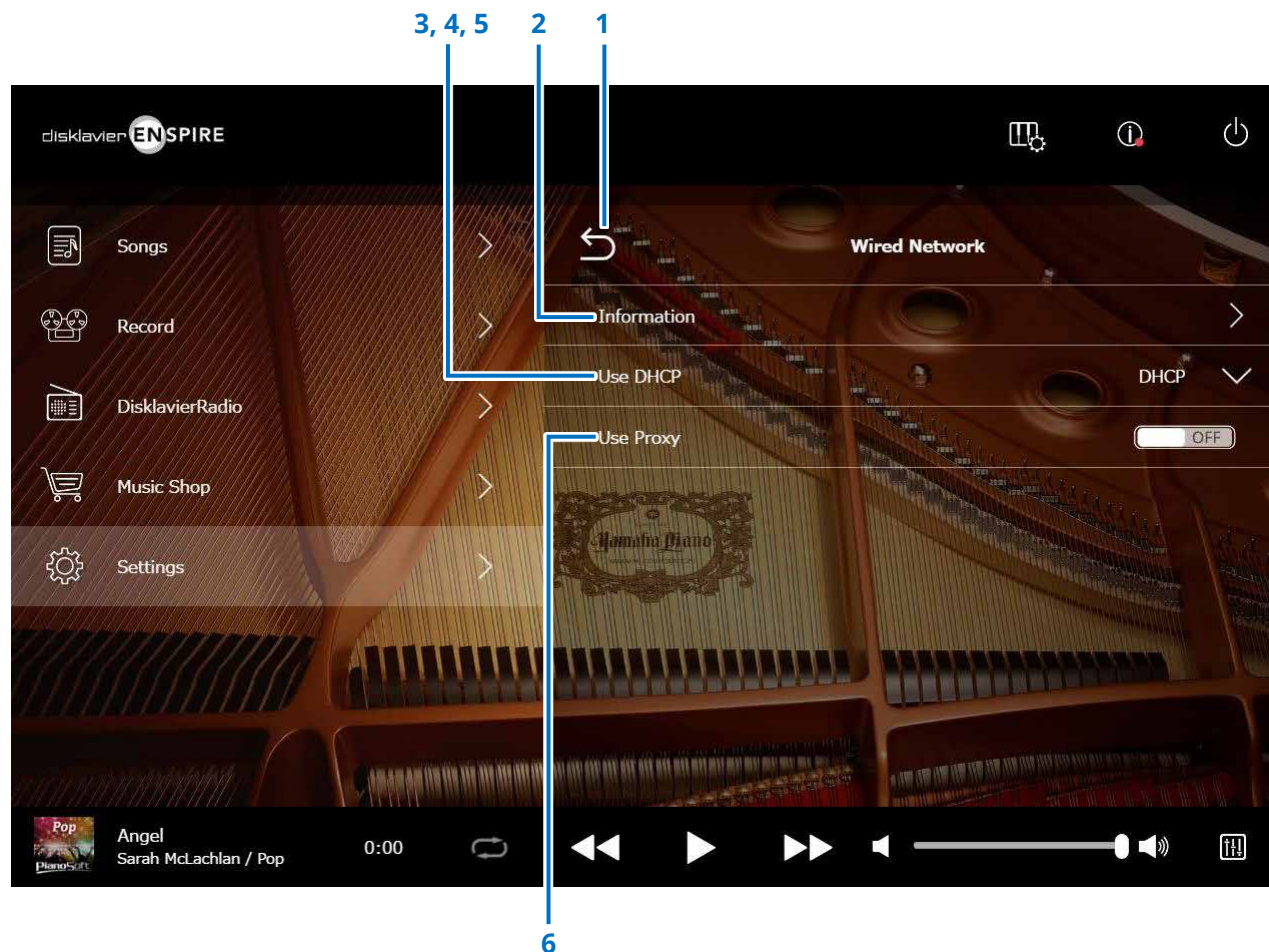 3, 4, 5 2 1
disklavier ENSPIRE
Songs
Wired Network
Information
Record
Use DHCP DHCP
DisklavierRadio
Use Proxy OFF
Music Shop
Yamaha Piano
Settings
Pop
PianoSoft
Angel
Sarah McLachlan / Pop
0:00
6